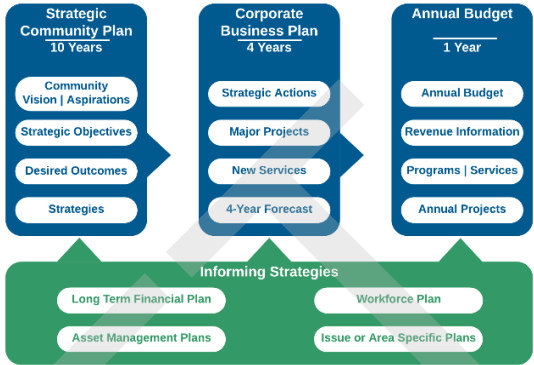 Strategic
Community Plan
10 Years
Community
Vision | Aspirations
Strategic Objectives
Desired Outcomes
Strategies
Corporate
Business Plan
4 Years
Strategic Actions
Major Projects
New Services
4-Year Forecast
Annual Budget
1 Year
Annual Budget
Revenue Information
Programs | Services
Annual Projects
Informing Strategies
Long Term Financial Plan
Workforce Plan
Asset Management Plans
Issue or Area Specific Plans